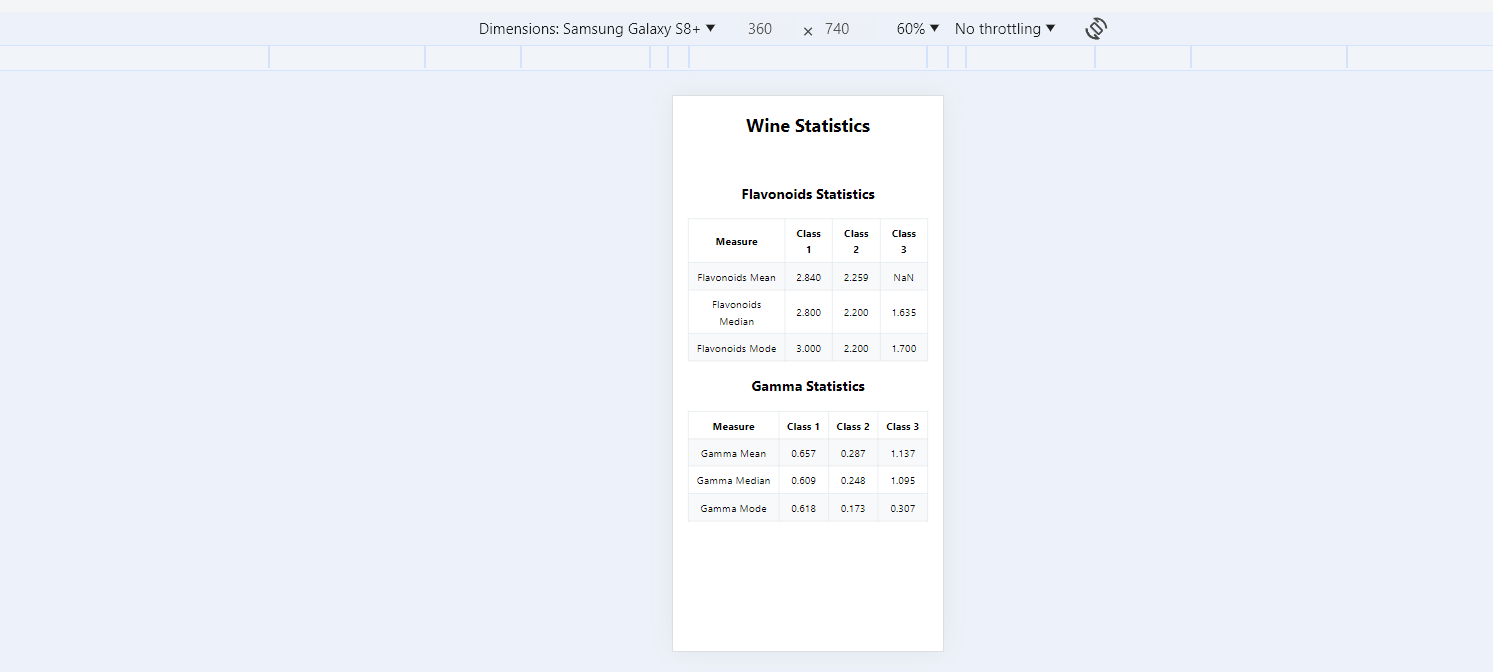 Dimensions: Samsung Galaxy S8+ ▼ 360 × 740 60% ▼ No throttling ▼
Wine Statistics
Flavonoids Statistics
Measure Class 1 Class 2 Class 3
Flavonoids Mean 2.840 2.259 NaN
Flavonoids Median 2.800 2.200 1.635
Flavonoids Mode 3.000 2.200 1.700
Gamma Statistics
Measure Class 1 Class 2 Class 3
Gamma Mean 0.657 0.287 1.137
Gamma Median 0.609 0.248 1.095
Gamma Mode 0.618 0.173 0.307